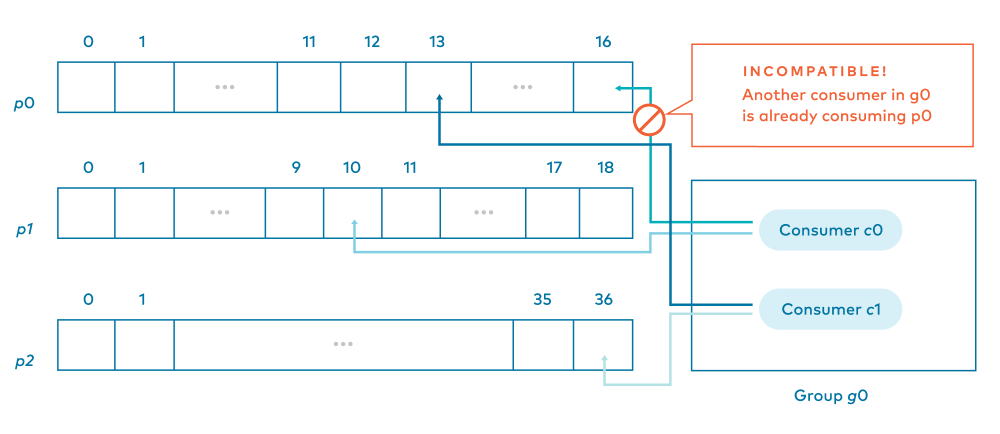 0 1 11 12 13 16
INCOMPATIBLE!
Another consumer in g0
is already consuming p0
... ...
p0
0 1 9 10 11 17 18
... ...
p1
Consumer c0
0 1 35 36
Consumer c1
...
p2
Group g0